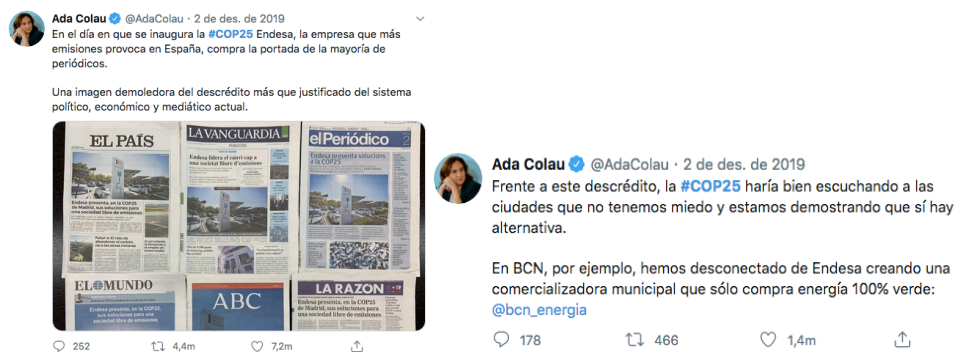 Ada Colau @AdaColau · 2 de des. de 2019
En el día en que se inaugura la #COP25 Endesa, la empresa que más
emisiones provoca en España, compra la portada de la mayoría de
periódicos.
Una imagen demoledora del descrédito más que justificado del sistema
político, económico y mediático actual.
EL PAÍS
Endesa presenta, en la COP25
de Madrid, sus soluciones para
una sociedad libre de emisiones
LA VANGUARDIA
Endesa lidera el canvi cap a
una societat lliure d'emissions
el Periódico
Endesa presenta solucions
a la COP25
EL MUNDO
Endesa presenta, en la COP25
de Madrid, sus soluciones para
una sociedad libre de emisiones
ABC
LA RAZON
Endesa presenta, en la COP25
de Madrid, sus soluciones para
una sociedad libre de emisiones
252 4,4m 7,2m
Ada Colau @AdaColau · 2 de des. de 2019
Frente a este descrédito, la #COP25 haría bien escuchando a las
ciudades que no tenemos miedo y estamos demostrando que sí hay
alternativa.
En BCN, por ejemplo, hemos desconectado de Endesa creando una
comercializadora municipal que sólo compra energía 100% verde:
@bcn_energia
178 466 1,4m